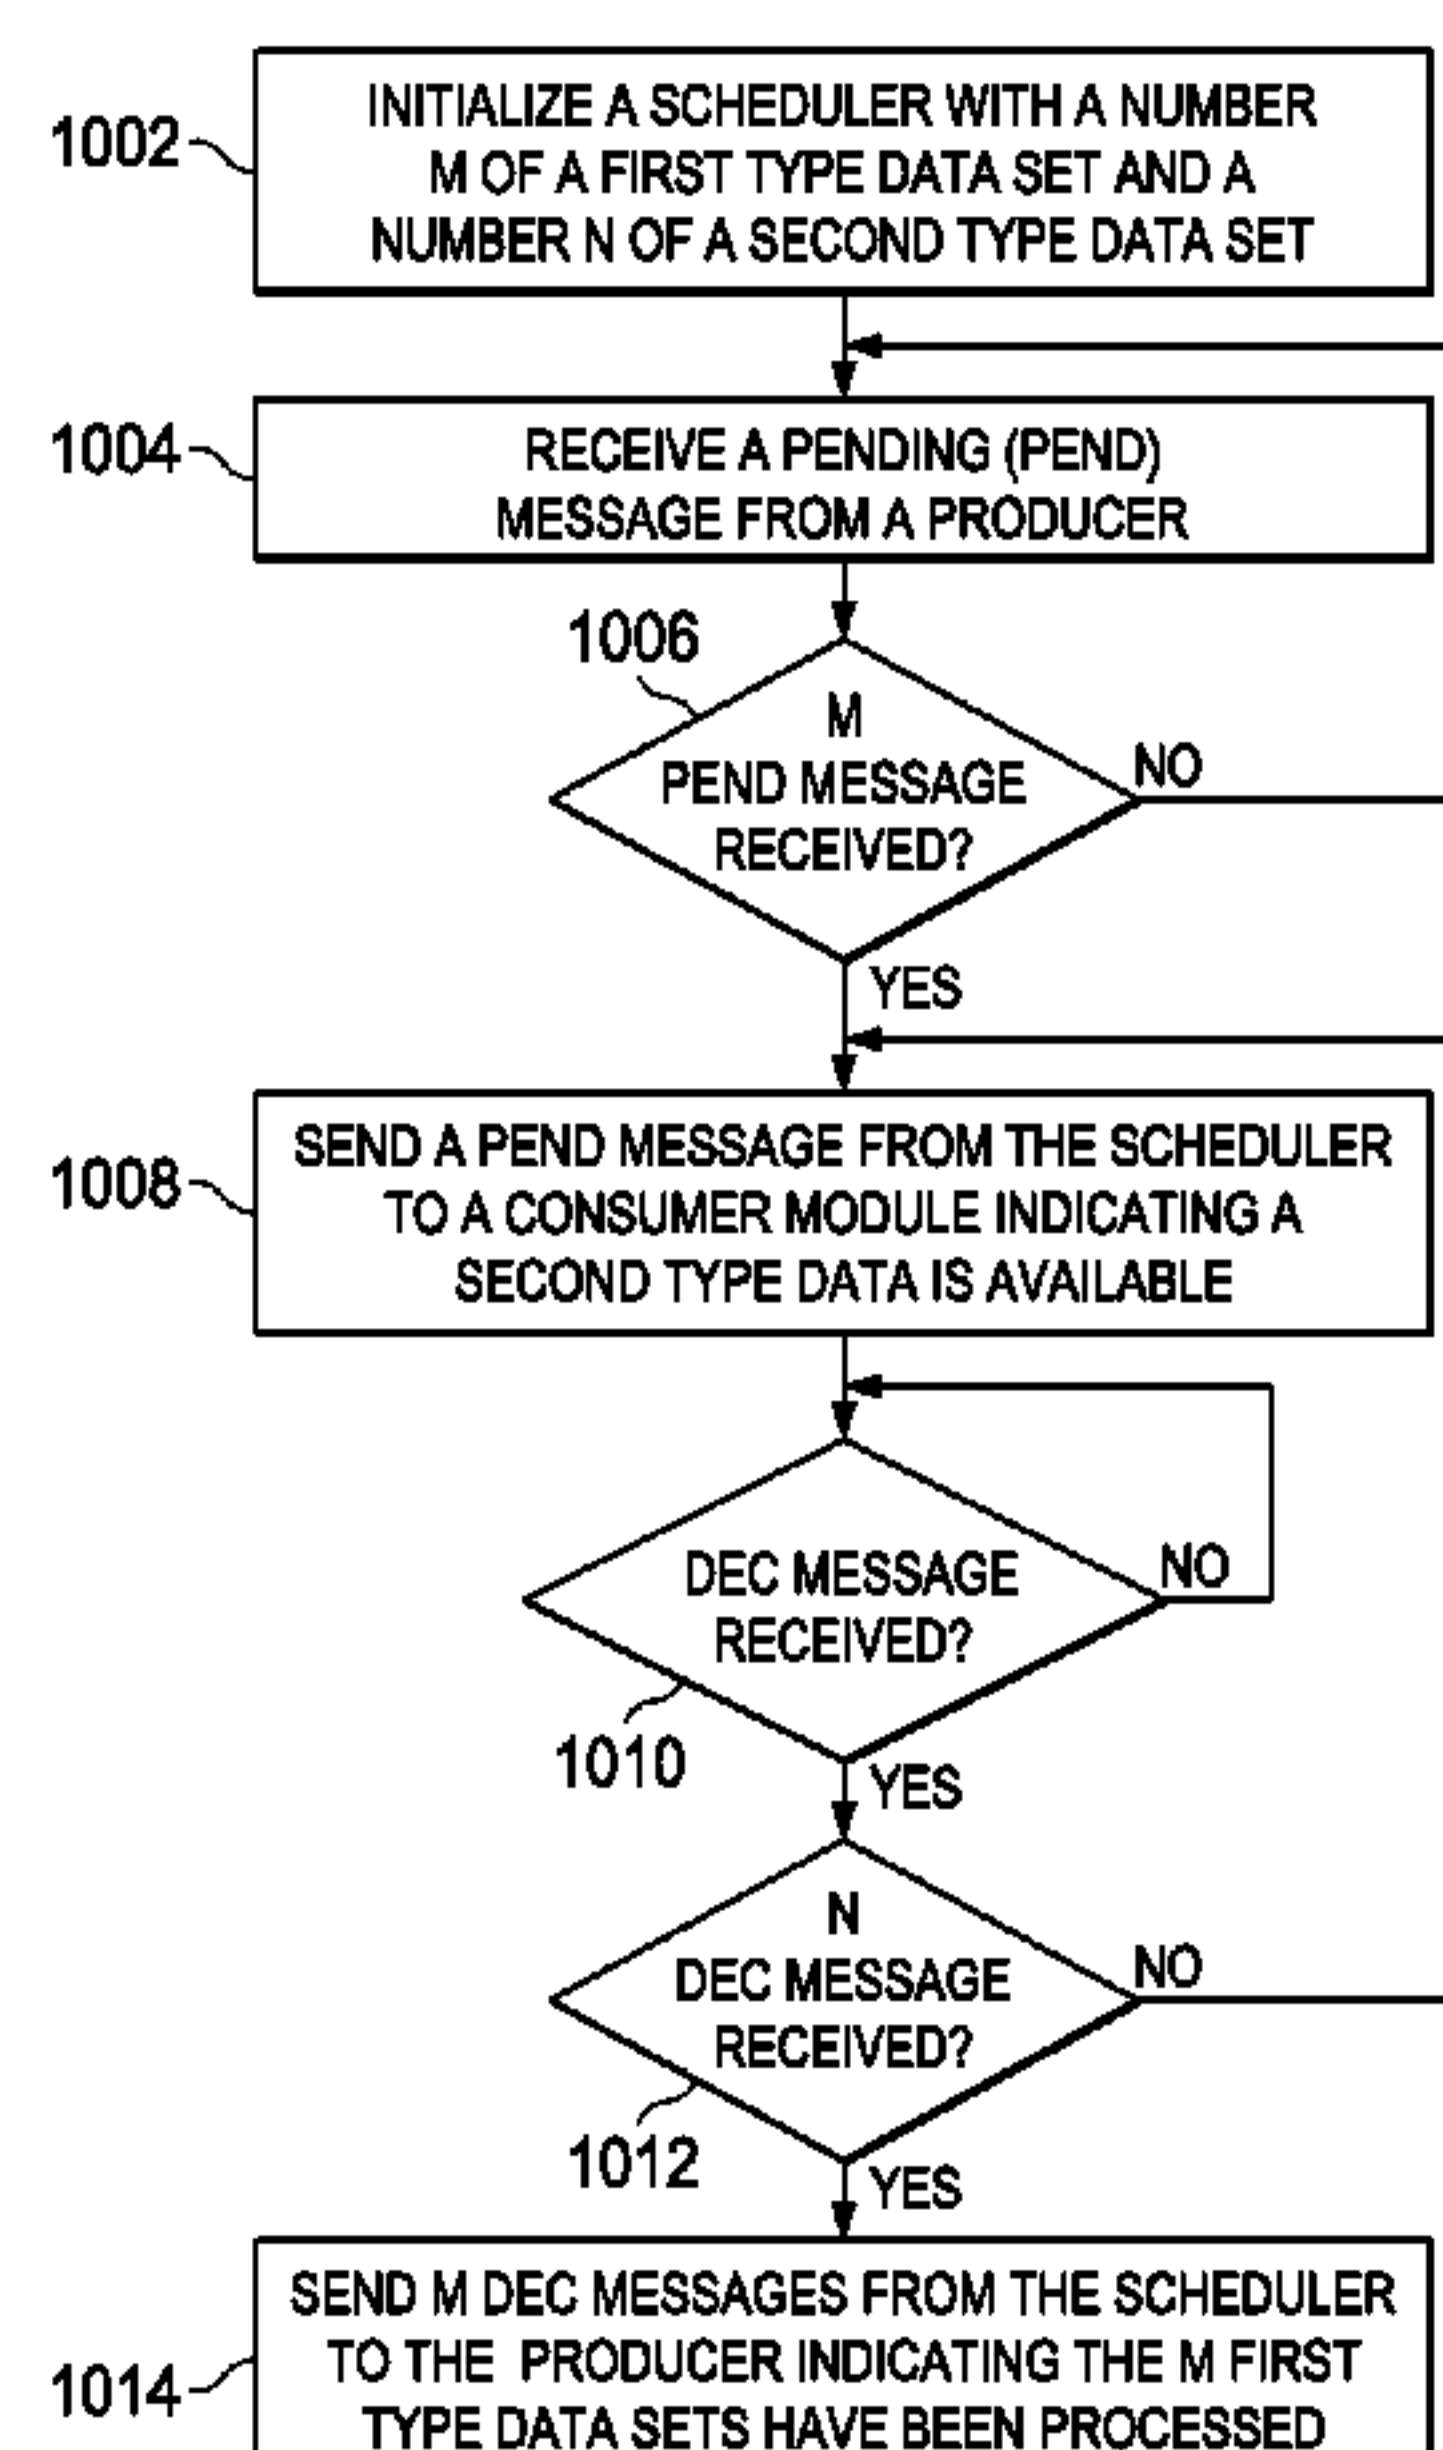 1002
INITIALIZE A SCHEDULER WITH A NUMBER
M OF A FIRST TYPE DATA SET AND A
NUMBER N OF A SECOND TYPE DATA SET
1004
RECEIVE A PENDING (PEND)
MESSAGE FROM A PRODUCER
1006
M
PEND MESSAGE
RECEIVED?
NO
YES
1008
SEND A PEND MESSAGE FROM THE SCHEDULER
TO A CONSUMER MODULE INDICATING A
SECOND TYPE DATA IS AVAILABLE
DEC MESSAGE
RECEIVED?
NO
1010
YES
N
DEC MESSAGE
RECEIVED?
NO
1012
YES
1014
SEND M DEC MESSAGES FROM THE SCHEDULER
TO THE PRODUCER INDICATING THE M FIRST
TYPE DATA SETS HAVE BEEN PROCESSED